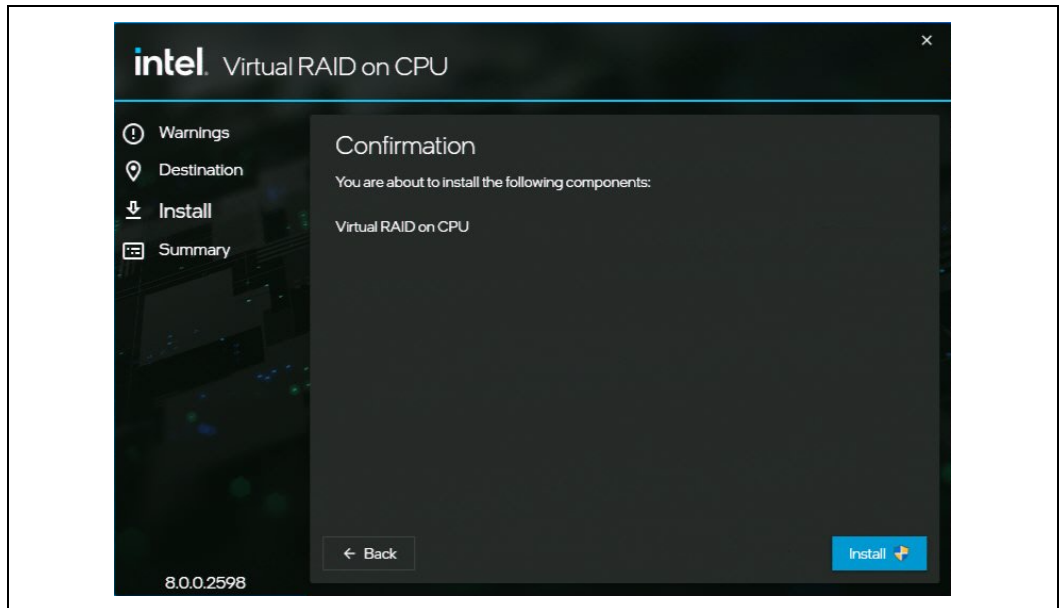 intel. Virtual RAID on CPU
Warnings
Destination
Install
Summary
Confirmation
You are about to install the following components:
Virtual RAID on CPU
← Back
Install
8.0.0.2598